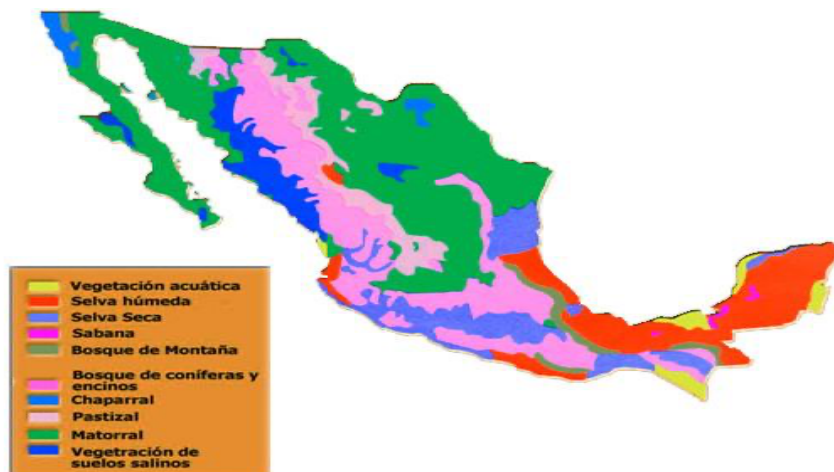 Vegetación acuática
Selva húmeda
Selva Seca
Sabana
Bosque de Montaña
Bosque de coníferas y
encinos
Chaparral
Pastizal
Matorral
Vegetración de
suelos salinos